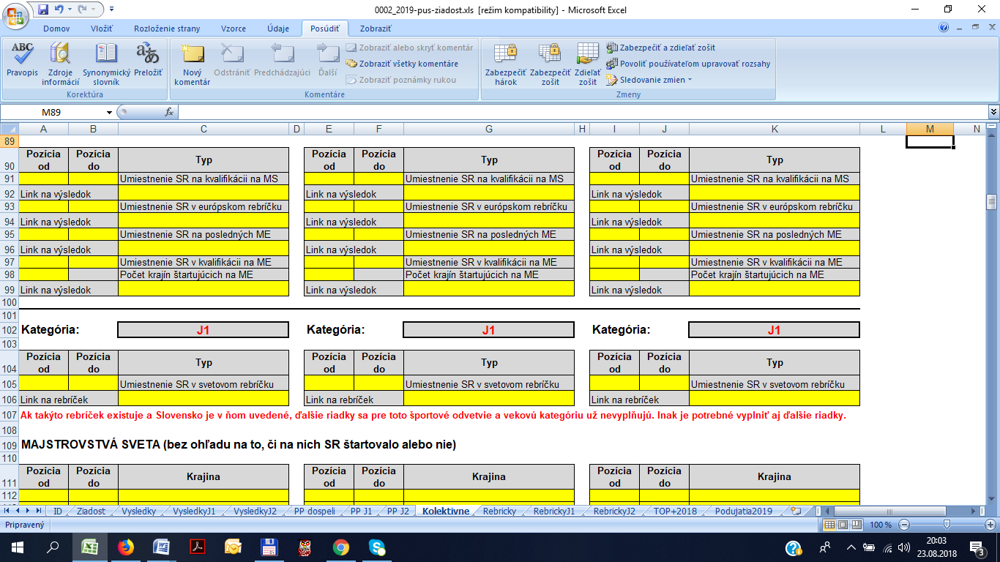 0002_2019-pus-ziadost.xls [režim kompatibility] - Microsoft Excel
Domov Vložiť Rozloženie strany Vzorce Údaje Posúdiť Zobraziť
ABC
Pravopis Zdroje informácií Synonymický slovník Preložiť
Korektúra
Nový komentár Odstrániť Predchádzajúci Ďalší
Zobraziť alebo skryť komentár
Zobraziť všetky komentáre
Zobraziť poznámky rukou
Komentáre
Zabezpečiť hárok Zabezpečiť zošit Zdieľať zošit
Zabezpečiť a zdieľať zošit
Povoliť používateľom upravovať rozsahy
Sledovanie zmien
Zmeny
M89 fx
A B C D E F G H I J K L M N
89
90 Pozícia od Pozícia do Typ Pozícia od Pozícia do Typ Pozícia od Pozícia do Typ
91 Umiestnenie SR na kvalifikácii na MS Umiestnenie SR na kvalifikácii na MS Umiestnenie SR na kvalifikácii na MS
92 Link na výsledok Link na výsledok Link na výsledok
93 Umiestnenie SR v európskom rebríčku Umiestnenie SR v európskom rebríčku Umiestnenie SR v európskom rebríčku
94 Link na výsledok Link na výsledok Link na výsledok
95 Umiestnenie SR na posledných ME Umiestnenie SR na posledných ME Umiestnenie SR na posledných ME
96 Link na výsledok Link na výsledok Link na výsledok
97 Umiestnenie SR v kvalifikácii na ME Umiestnenie SR v kvalifikácii na ME Umiestnenie SR v kvalifikácii na ME
98 Počet krajín štartujúcich na ME Počet krajín štartujúcich na ME Počet krajín štartujúcich na ME
99 Link na výsledok Link na výsledok Link na výsledok
100
101
102 Kategória: J1 Kategória: J1 Kategória: J1
103
104 Pozícia od Pozícia do Typ Pozícia od Pozícia do Typ Pozícia od Pozícia do Typ
105 Umiestnenie SR v svetovom rebríčku Umiestnenie SR v svetovom rebríčku Umiestnenie SR v svetovom rebríčku
106 Link na rebríček Link na rebríček Link na rebríček
107 Ak takýto rebríček existuje a Slovensko je v ňom uvedené, ďalšie riadky sa pre toto športové odvetvie a vekovú kategóriu už nevyplňujú. Inak je potrebné vyplniť aj ďalšie riadky.
108
109 MAJSTROVSTVÁ SVETA (bez ohľadu na to, či na nich SR štartovalo alebo nie)
110
111 Pozícia od Pozícia do Krajina Pozícia od Pozícia do Krajina Pozícia od Pozícia do Krajina
112
ID Ziadost Vysledky VysledkyJ1 VysledkyJ2 PP dospeli PP J1 PP J2 Kolektivne Rebricky RebrickyJ1 RebrickyJ2 TOP+2018 Podujatia2019
Pripravený 100 %
20:03
23.08.2018
3